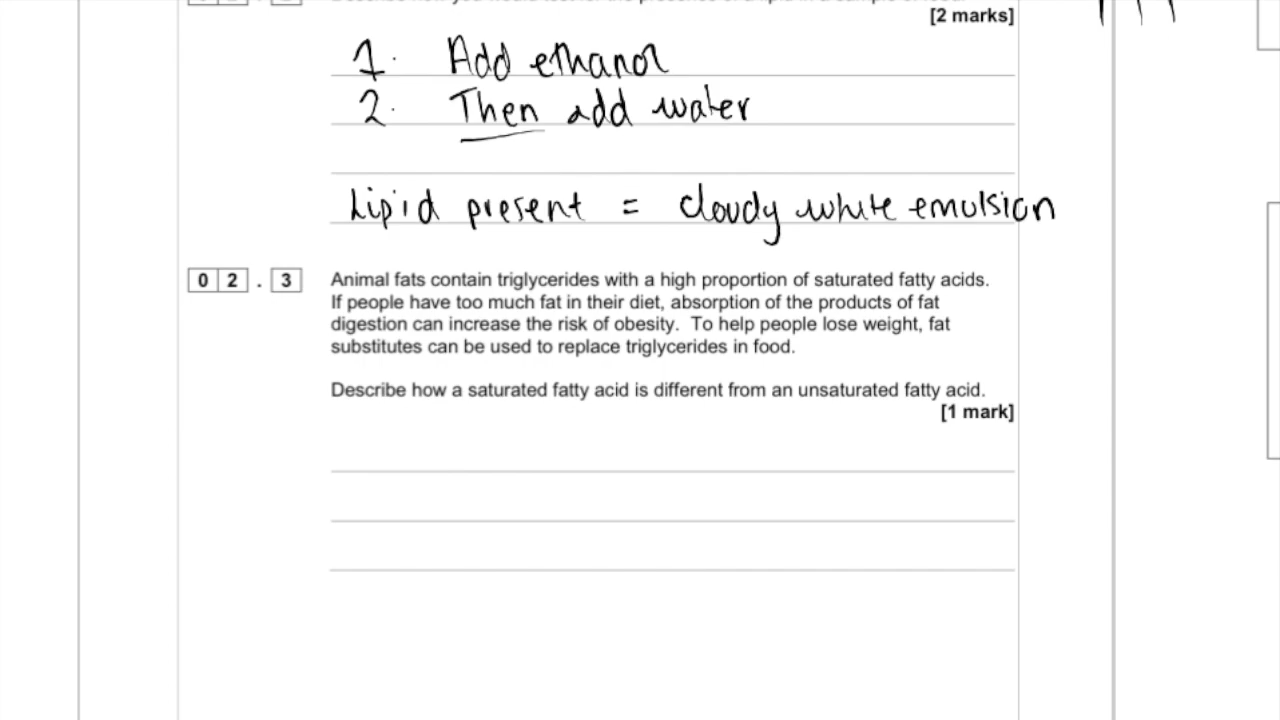 [2 marks]
1. Add ethanol
2. Then add water
Lipid present = cloudy white emulsion
0 2 . 3 Animal fats contain triglycerides with a high proportion of saturated fatty acids.
If people have too much fat in their diet, absorption of the products of fat
digestion can increase the risk of obesity. To help people lose weight, fat
substitutes can be used to replace triglycerides in food.
Describe how a saturated fatty acid is different from an unsaturated fatty acid.
[1 mark]